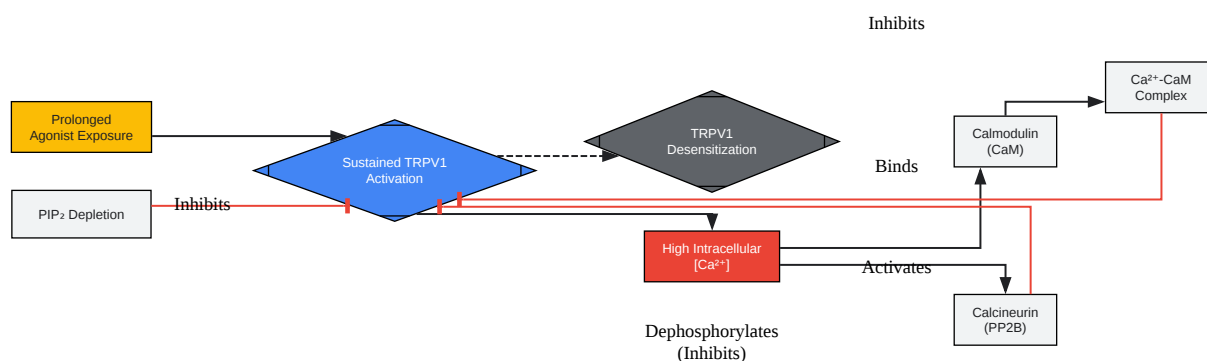 Inhibits
Ca²⁺-CaM
Complex
Prolonged
Agonist Exposure
TRPV1
Desensitization
Calmodulin
(CaM)
Sustained TRPV1
Activation
Binds
PIP₂ Depletion
Inhibits
High Intracellular
[Ca²⁺]
Activates
Calcineurin
(PP2B)
Dephosphorylates
(Inhibits)